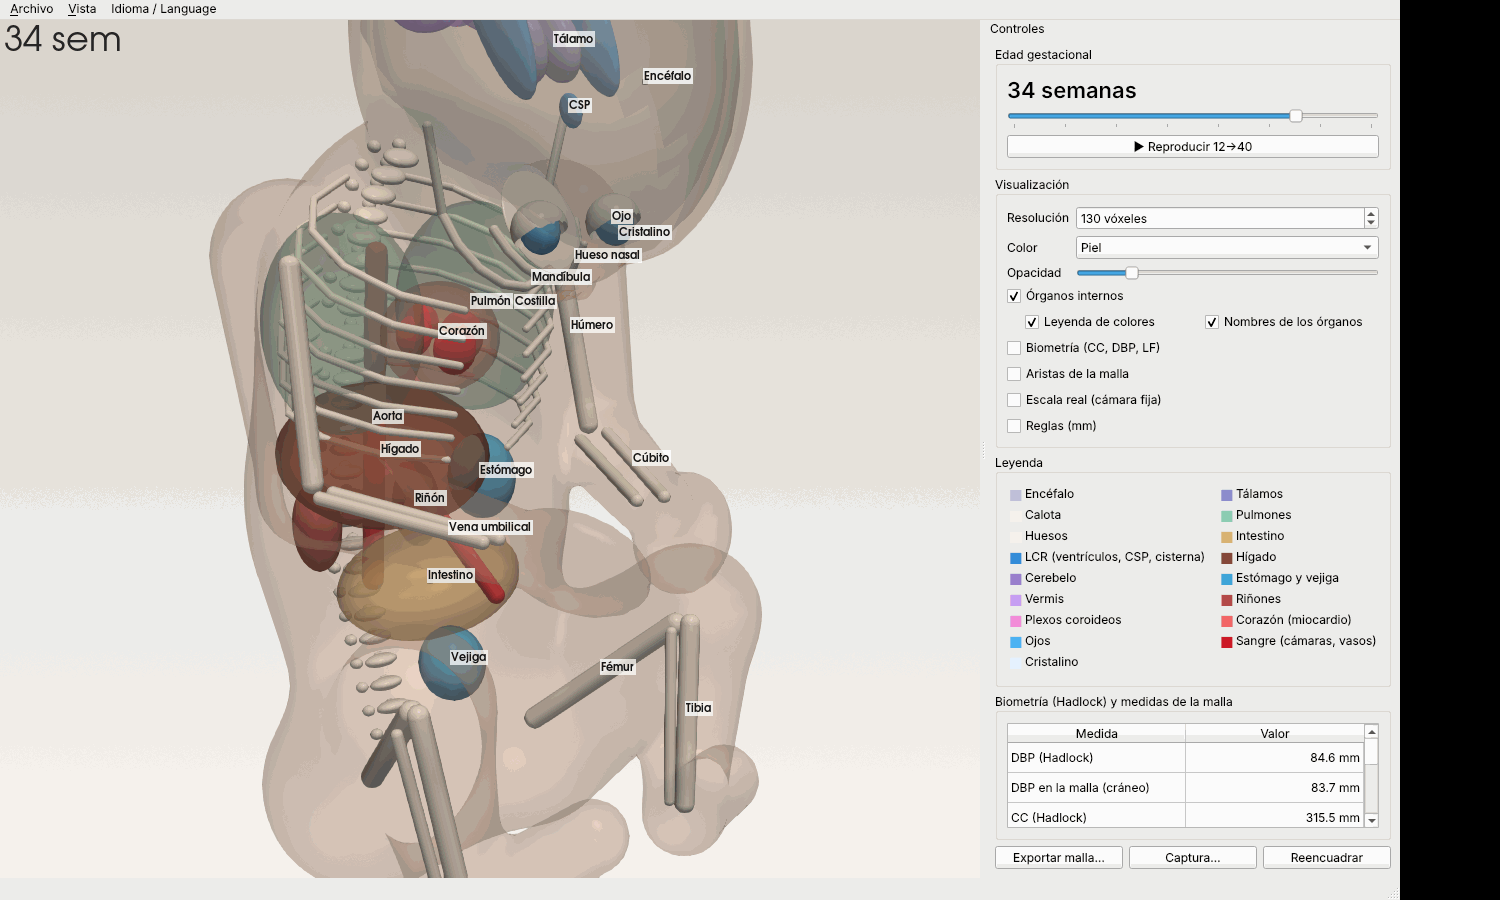 Archivo Vista Idioma / Language
34 sem
Tálamo
Encéfalo
CSP
Ojo
Cristalino
Hueso nasal
Mandíbula
Pulmón Costilla
Húmero
Corazón
Aorta
Hígado
Cúbito
Estómago
Riñón
Vena umbilical
Intestino
Vejiga
Fémur
Tibia
Controles
Edad gestacional
34 semanas
▶ Reproducir 12→40
Visualización
Resolución 130 vóxeles
Color Piel
Opacidad
Órganos internos
Leyenda de colores Nombres de los órganos
Biometría (CC, DBP, LF)
Aristas de la malla
Escala real (cámara fija)
Reglas (mm)
Leyenda
Encéfalo Tálamos
Calota Pulmones
Huesos Intestino
LCR (ventrículos, CSP, cisterna) Hígado
Cerebelo Estómago y vejiga
Vermis Riñones
Plexos coroideos Corazón (miocardio)
Ojos Sangre (cámaras, vasos)
Cristalino
Biometría (Hadlock) y medidas de la malla
Medida Valor
DBP (Hadlock) 84.6 mm
DBP en la malla (cráneo) 83.7 mm
CC (Hadlock) 315.5 mm
Exportar malla... Captura... Reencuadrar